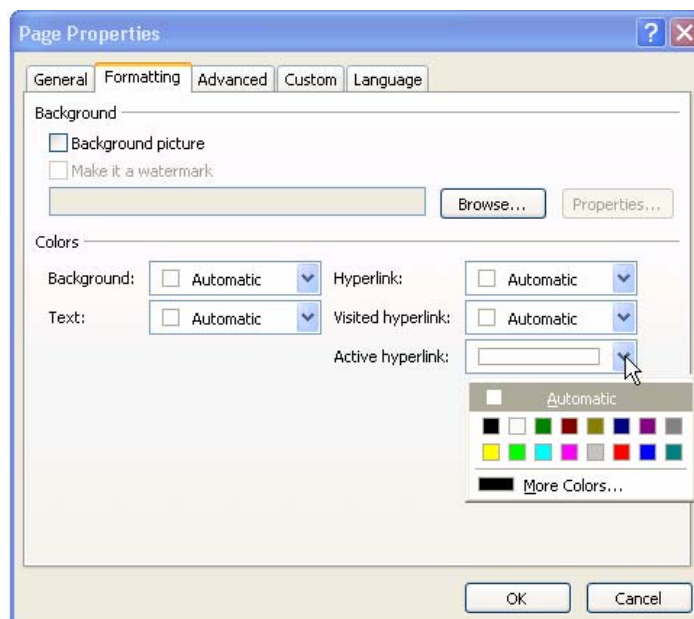 Page Properties
General Formatting Advanced Custom Language
Background
Background picture
Make it a watermark
Browse... Properties...
Colors
Background: Automatic Hyperlink: Automatic
Text: Automatic Visited hyperlink: Automatic
Active hyperlink:
Automatic
More Colors...
OK Cancel